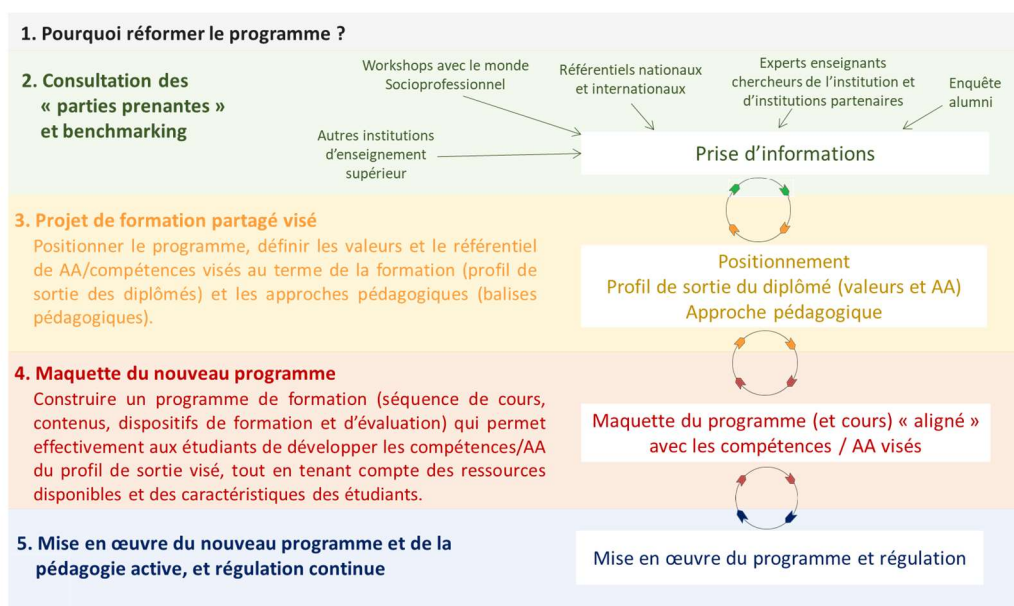 1. Pourquoi réformer le programme ?
2. Consultation des
« parties prenantes »
et benchmarking
Workshops avec le monde
Socioprofessionnel
Référentiels nationaux
et internationaux
Experts enseignants
chercheurs de l'institution et
d'institutions partenaires
Enquête
alumni
Autres institutions
d'enseignement
supérieur
Prise d'informations
3. Projet de formation partagé visé
Positionner le programme, définir les valeurs et le référentiel
de AA/compétences visés au terme de la formation (profil de
sortie des diplômés) et les approches pédagogiques (balises
pédagogiques).
Positionnement
Profil de sortie du diplômé (valeurs et AA)
Approche pédagogique
4. Maquette du nouveau programme
Construire un programme de formation (séquence de cours,
contenus, dispositifs de formation et d'évaluation) qui permet
effectivement aux étudiants de développer les compétences/AA
du profil de sortie visé, tout en tenant compte des ressources
disponibles et des caractéristiques des étudiants.
Maquette du programme (et cours) « aligné »
avec les compétences / AA visés
5. Mise en œuvre du nouveau programme et de la
pédagogie active, et régulation continue
Mise en œuvre du programme et régulation